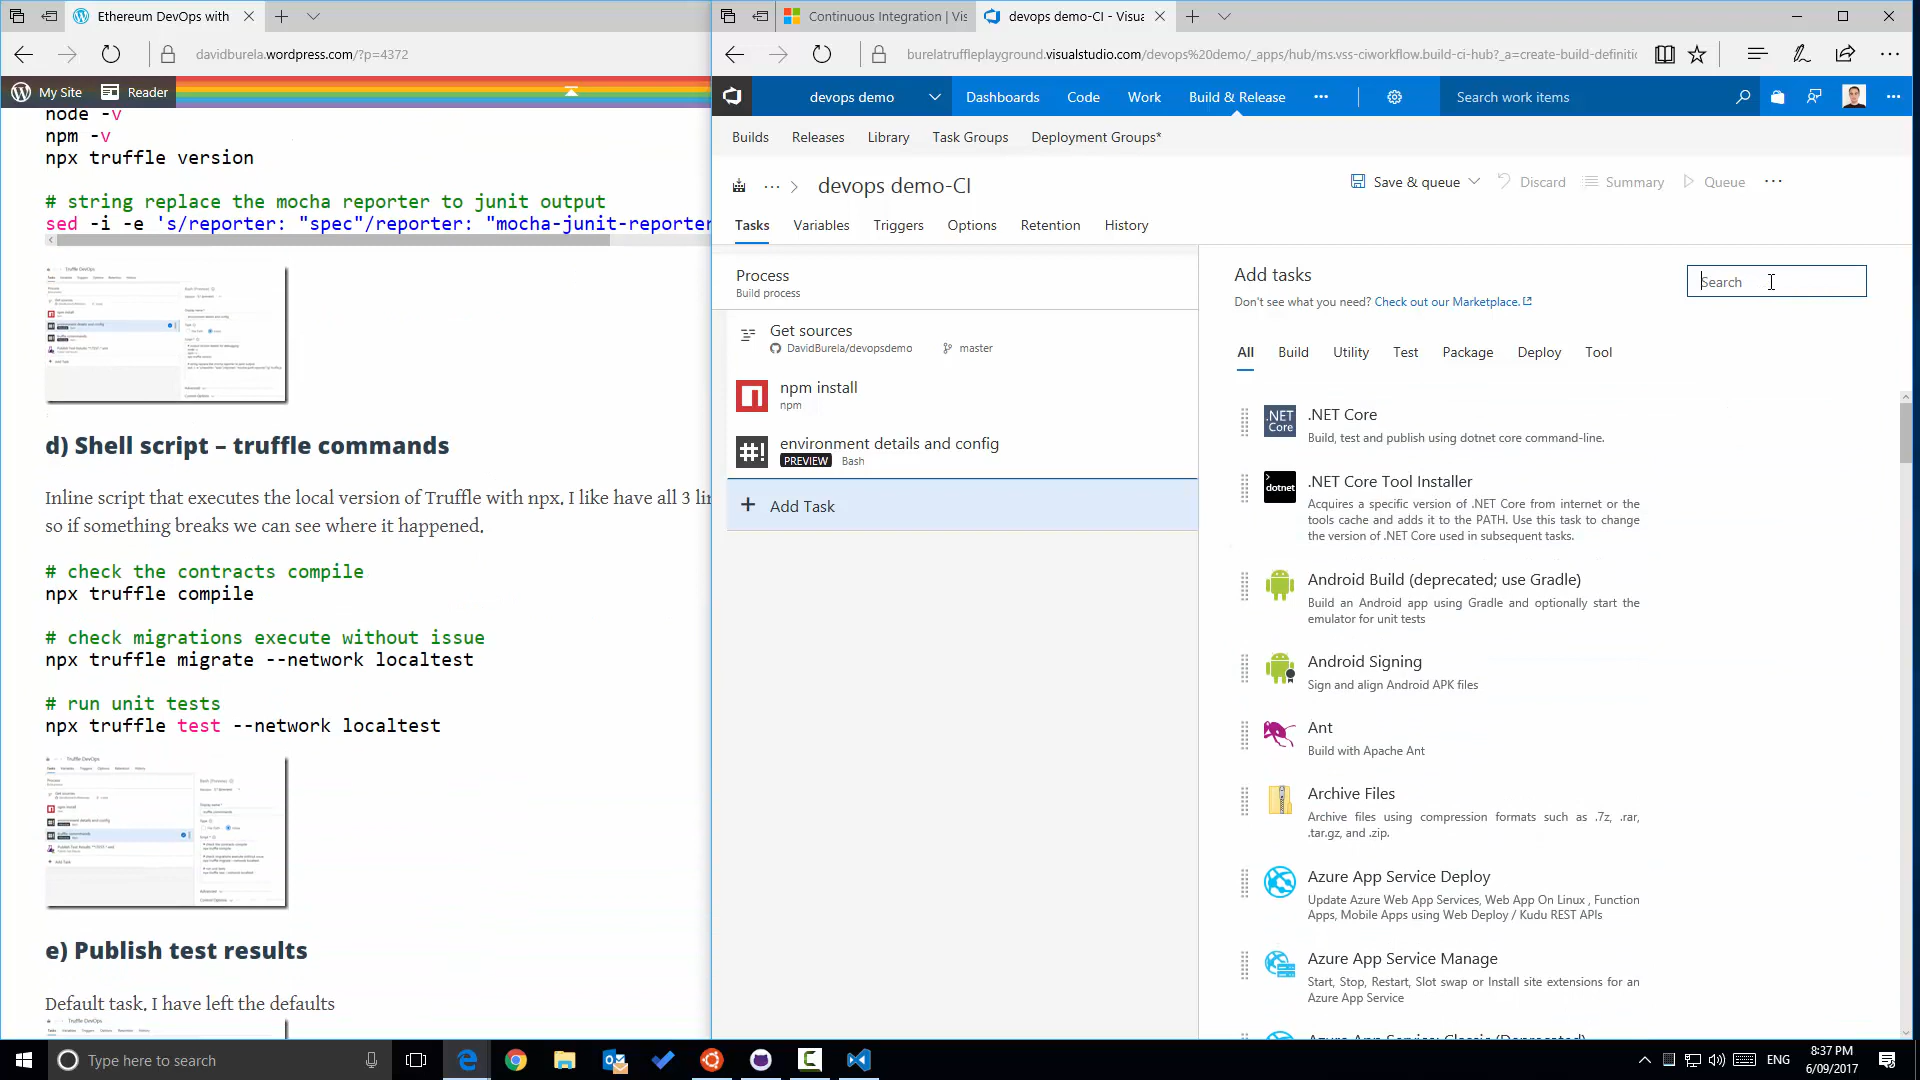 Ethereum DevOps with
davidburela.wordpress.com/?p=4372
My Site
Reader
node -v
npm -v
npx truffle version
# string replace the mocha reporter to junit output
sed -i -e 's/reporter: "spec"/reporter: "mocha-junit-reporter
d) Shell script – truffle commands
Inline script that executes the local version of Truffle with npx. I like have all 3 li
so if something breaks we can see where it happened.
# check the contracts compile
npx truffle compile
# check migrations execute without issue
npx truffle migrate --network localtest
# run unit tests
npx truffle test --network localtest
e) Publish test results
Default task. I have left the defaults
Continuous Integration | Vis
devops demo-CI - Visua
burelatruffleplayground.visualstudio.com/devops%20demo/_apps/hub/ms.vss-ciworkflow.build-ci-hub?_a=create-build-definitio
devops demo
Dashboards
Code
Work
Build & Release
Search work items
Builds
Releases
Library
Task Groups
Deployment Groups*
devops demo-CI
Save & queue
Discard
Summary
Queue
Tasks
Variables
Triggers
Options
Retention
History
Process
Build process
Get sources
DavidBurela/devopsdemo
master
npm install
npm
environment details and config
PREVIEW Bash
Add Task
Add tasks
Don't see what you need? Check out our Marketplace.
Search
All
Build
Utility
Test
Package
Deploy
Tool
.NET Core
.NET Core
Build, test and publish using dotnet core command-line.
dotnet
.NET Core Tool Installer
Acquires a specific version of .NET Core from internet or the
tools cache and adds it to the PATH. Use this task to change
the version of .NET Core used in subsequent tasks.
Android Build (deprecated; use Gradle)
Build an Android app using Gradle and optionally start the
emulator for unit tests
Android Signing
Sign and align Android APK files
Ant
Build with Apache Ant
Archive Files
Archive files using compression formats such as .7z, .rar,
.tar.gz, and .zip.
Azure App Service Deploy
Update Azure Web App Services, Web App On Linux , Function
Apps, Mobile Apps using Web Deploy / Kudu REST APIs
Azure App Service Manage
Start, Stop, Restart, Slot swap or Install site extensions for an
Azure App Service
Azure App Service: Classic (Deprecated)
Type here to search
ENG
8:37 PM
6/09/2017